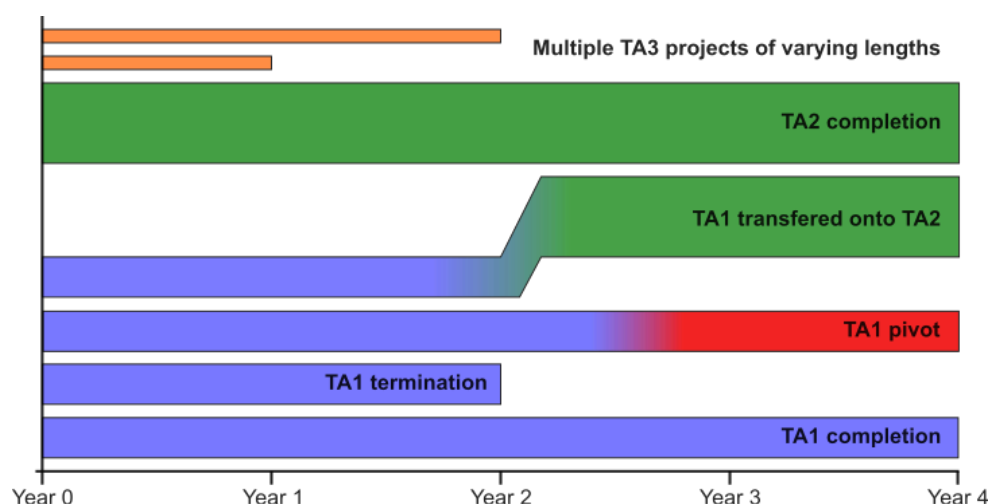 Multiple TA3 projects of varying lengths
TA2 completion
TA1 transfered onto TA2
TA1 pivot
TA1 termination
TA1 completion
Year 0 Year 1 Year 2 Year 3 Year 4